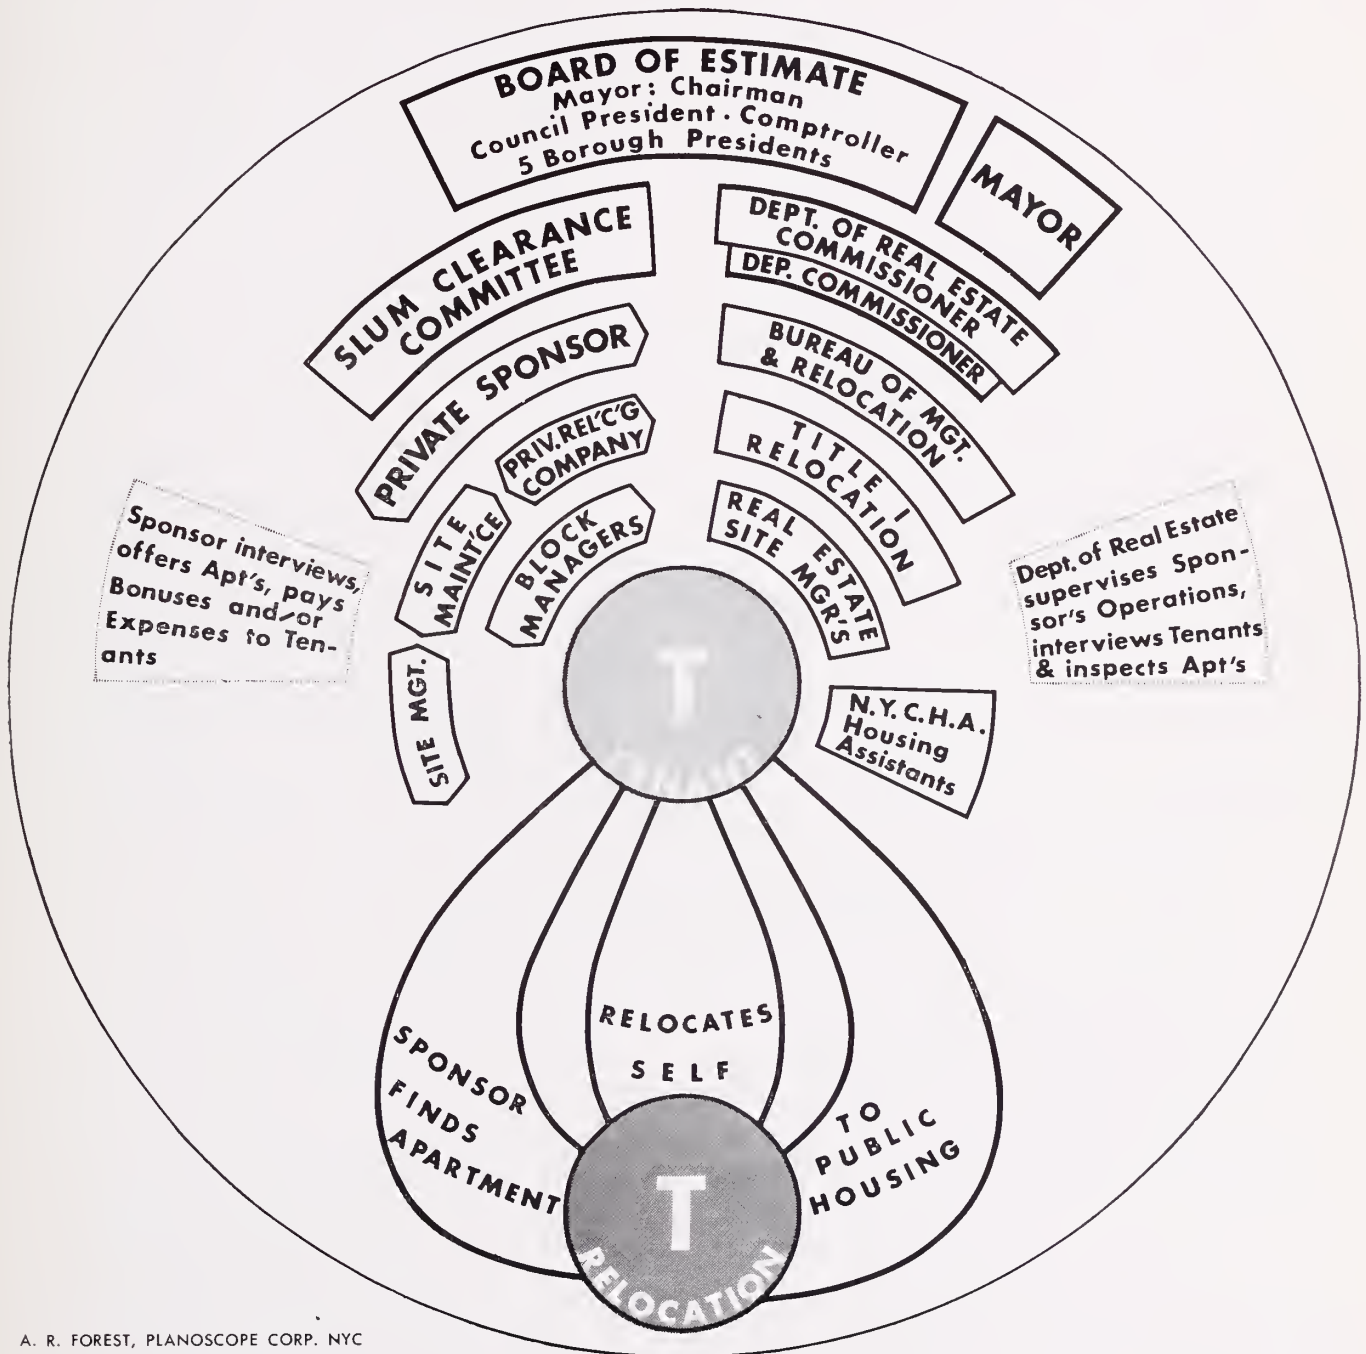 BOARD OF ESTIMATE
Mayor: Chairman
Council President · Comptroller
5 Borough Presidents
MAYOR
SLUM CLEARANCE
COMMITTEE
DEPT. OF REAL ESTATE
COMMISSIONER
DEP. COMMISSIONER
PRIVATE SPONSOR
BUREAU OF MGT.
& RELOCATION
PRIV. REL'C'G
COMPANY
TITLE I
RELOCATION
SITE
MAINT'CE
BLOCK
MANAGERS
REAL ESTATE
SITE MGR'S
Sponsor interviews,
offers Apt's, pays
Bonuses and/or
Expenses to Ten-
ants
Dept. of Real Estate
supervises Spon-
sor's Operations,
interviews Tenants
& inspects Apt's
SITE MGT.
T
TENANT
N.Y.C.H.A.
Housing
Assistants
SPONSOR
FINDS
APARTMENT
RELOCATES
SELF
TO
PUBLIC
HOUSING
T
RELOCATION
A. R. FOREST, PLANOSCOPE CORP. NYC